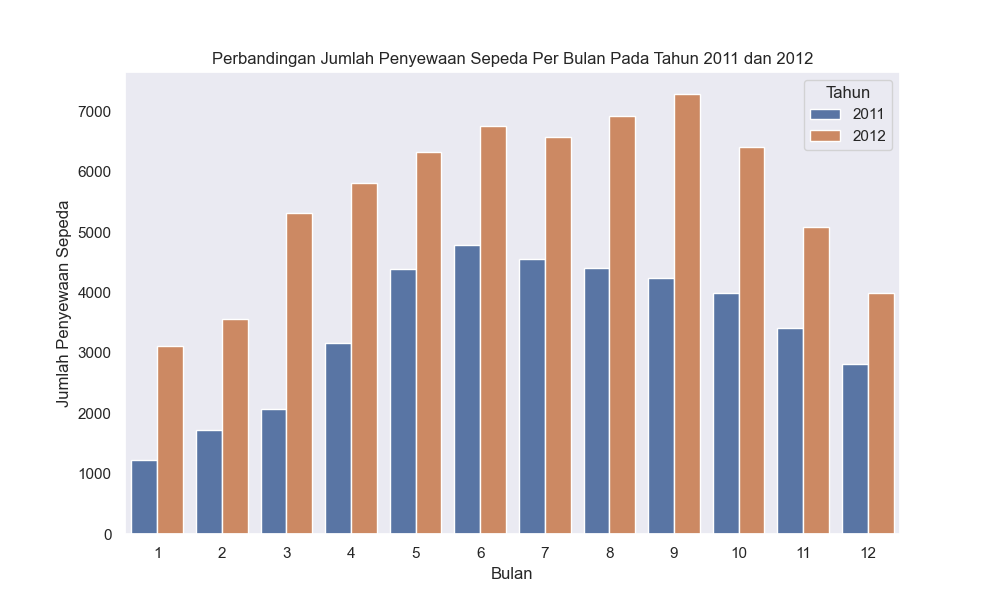 Perbandingan Jumlah Penyewaan Sepeda Per Bulan Pada Tahun 2011 dan 2012
Tahun
2011
2012
Jumlah Penyewaan Sepeda
7000
6000
5000
4000
3000
2000
1000
0
1 2 3 4 5 6 7 8 9 10 11 12
Bulan